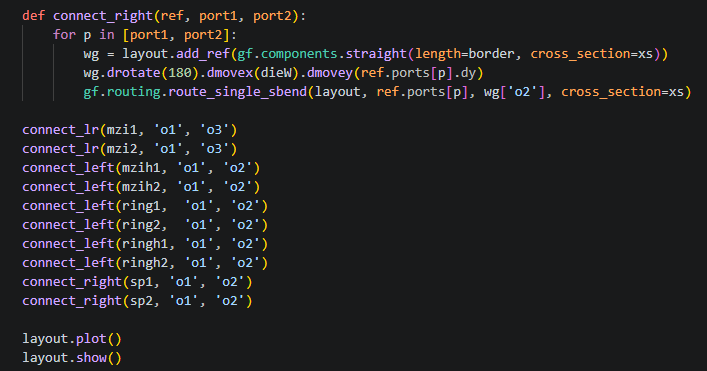 def connect_right(ref, port1, port2):
    for p in [port1, port2]:
        wg = layout.add_ref(gf.components.straight(length=border, cross_section=xs))
        wg.drotate(180).dmovex(dieW).dmovey(ref.ports[p].dy)
        gf.routing.route_single_sbend(layout, ref.ports[p], wg['o2'], cross_section=xs)

connect_lr(mzi1, 'o1', 'o3')
connect_lr(mzi2, 'o1', 'o3')
connect_left(mzih1, 'o1', 'o2')
connect_left(mzih2, 'o1', 'o2')
connect_left(ring1,  'o1', 'o2')
connect_left(ring2,  'o1', 'o2')
connect_left(ringh1, 'o1', 'o2')
connect_left(ringh2, 'o1', 'o2')
connect_right(sp1, 'o1', 'o2')
connect_right(sp2, 'o1', 'o2')

layout.plot()
layout.show()